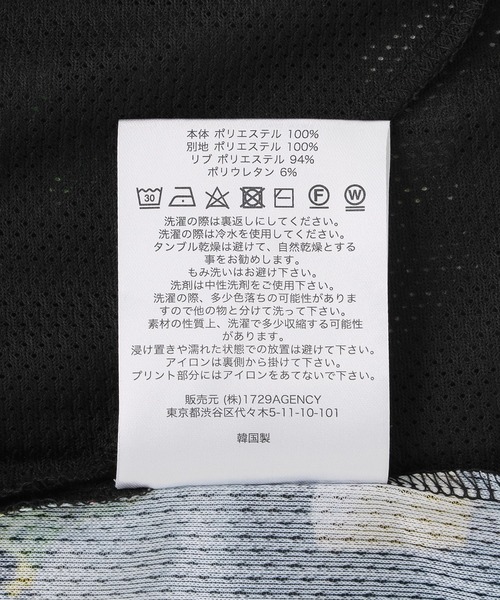 本体 ポリエステル 100%
別地 ポリエステル 100%
リブ ポリエステル 94%
ポリウレタン 6%
30 F W
洗濯の際は裏返しにしてください。
洗濯の際は冷水を使用してください。
タンブル乾燥は避けて、自然乾燥とする
事をお勧めします。
もみ洗いはお避け下さい。
洗剤は中性洗剤をご使用下さい。
洗濯の際、多少色落ちの可能性がありま
すので他の物と分けて洗って下さい。
素材の性質上、洗濯で多少収縮する可能性
があります。
浸け置きや濡れた状態での放置は避けて下さい。
アイロンは裏側から掛けて下さい。
プリント部分にはアイロンをあてないで下さい。
販売元 (株)1729AGENCY
東京都渋谷区代々木5-11-10-101
韓国製